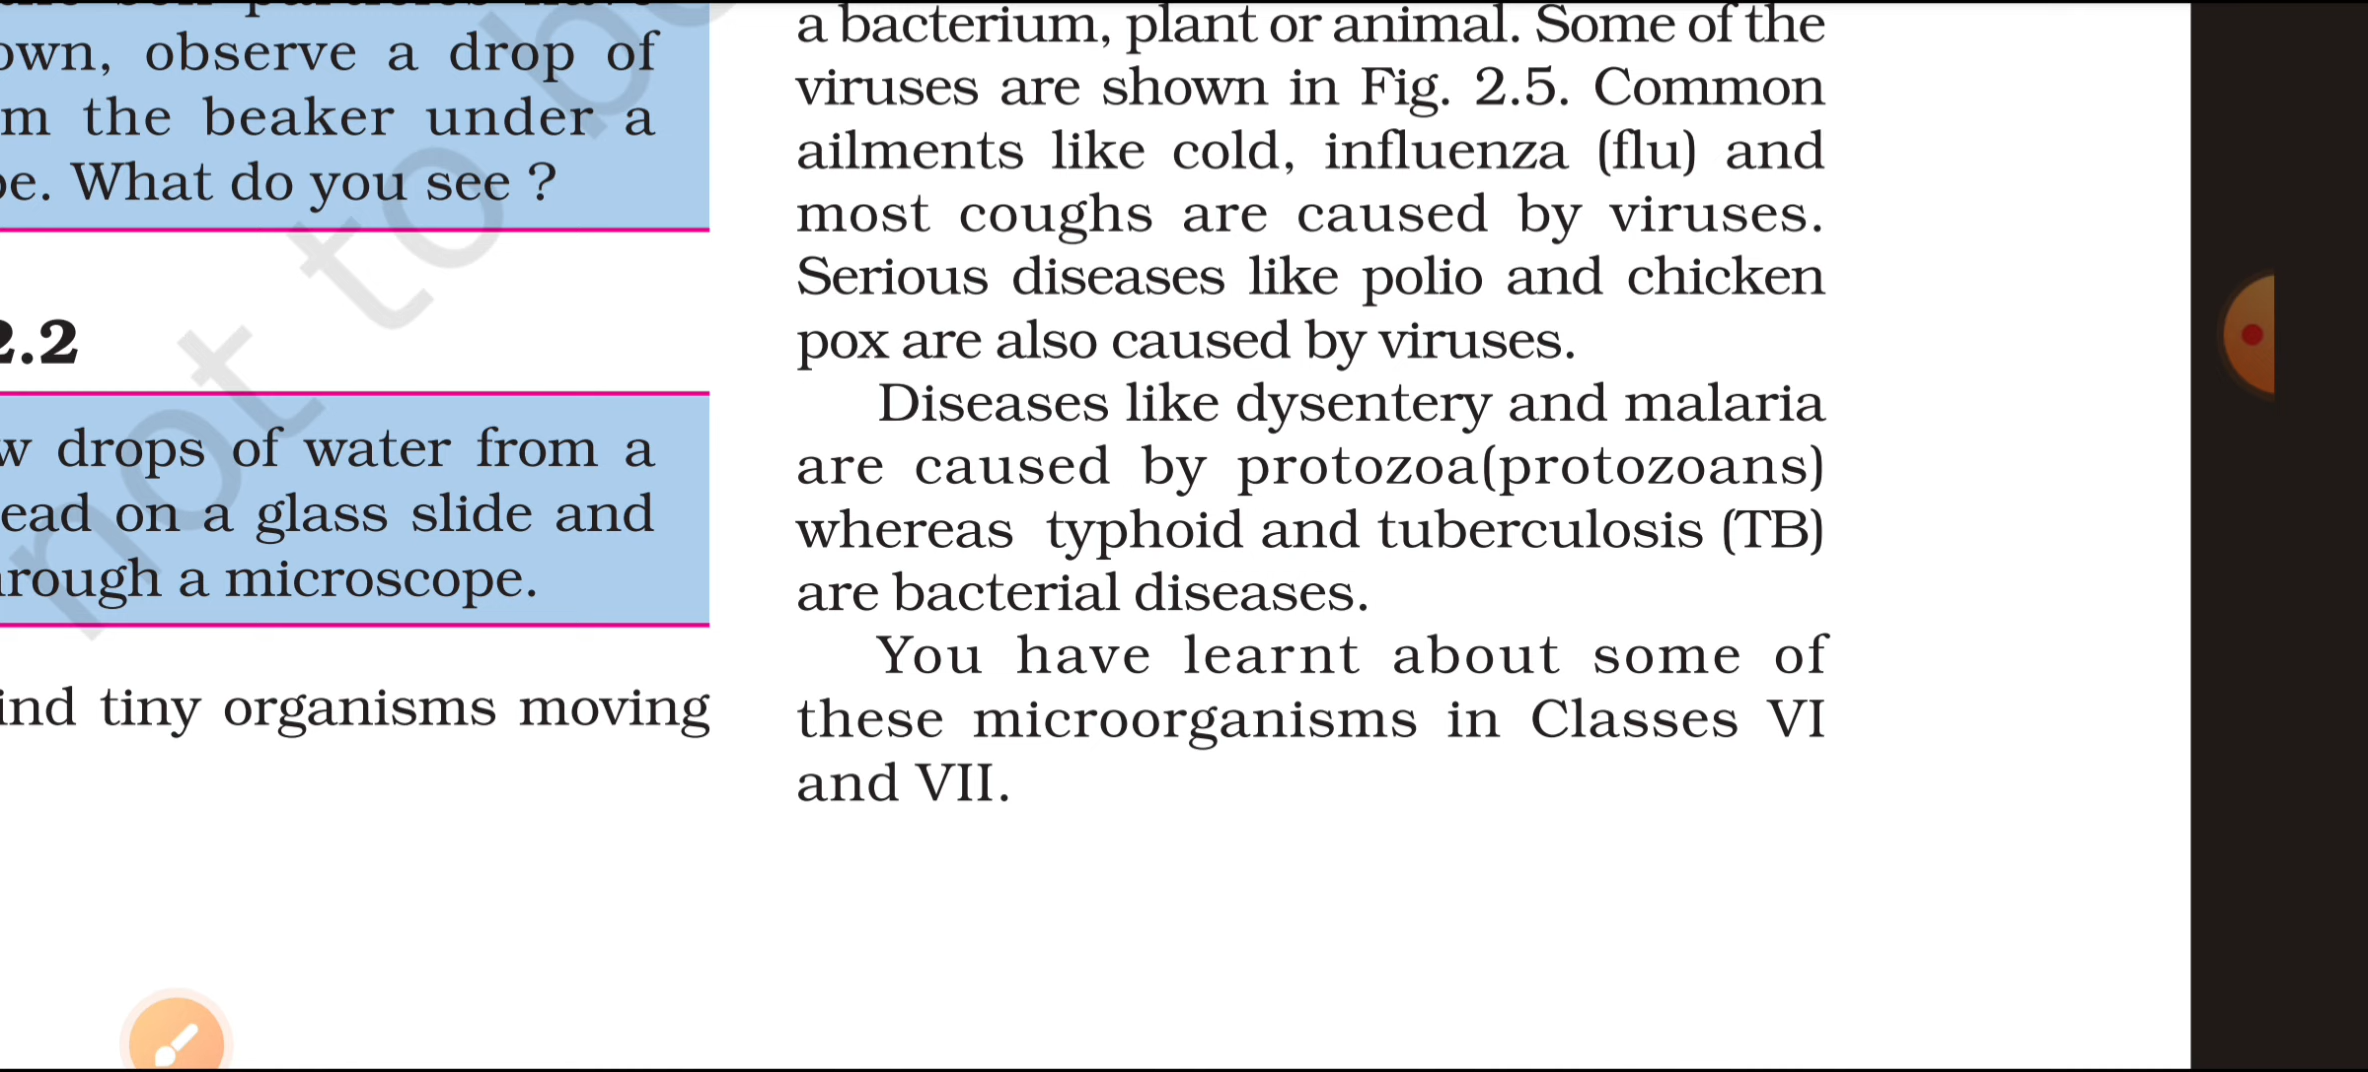 own, observe a drop of
m the beaker under a
e. What do you see ?
2.2
w drops of water from a
ead on a glass slide and
rough a microscope.
ind tiny organisms moving
a bacterium, plant or animal. Some of the
viruses are shown in Fig. 2.5. Common
ailments like cold, influenza (flu) and
most coughs are caused by viruses.
Serious diseases like polio and chicken
pox are also caused by viruses.
Diseases like dysentery and malaria
are caused by protozoa(protozoans)
whereas typhoid and tuberculosis (TB)
are bacterial diseases.
You have learnt about some of
these microorganisms in Classes VI
and VII.
not to b